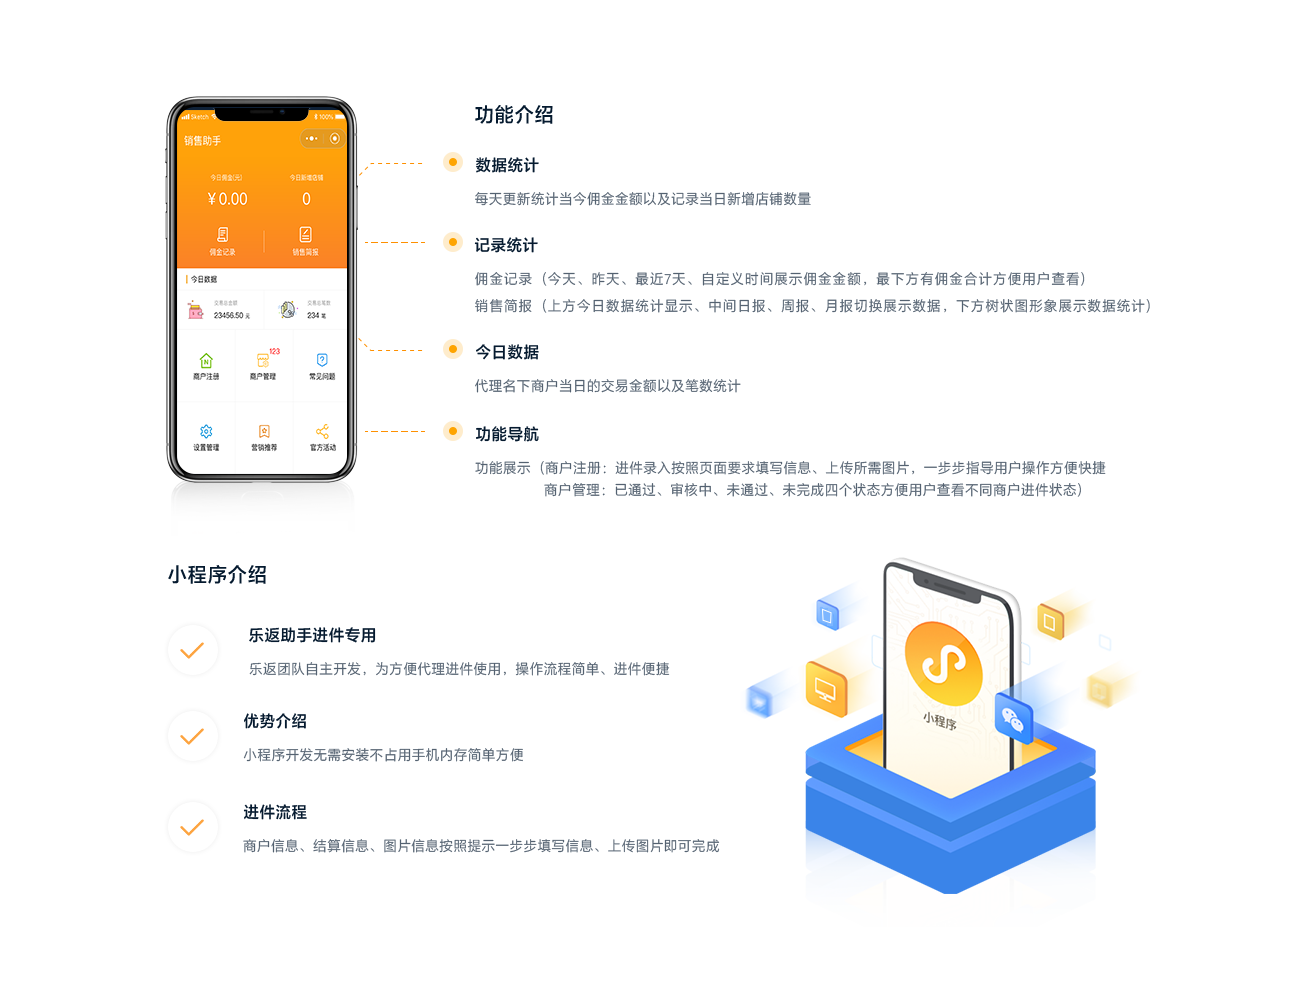 Sketch
100%
销售助手
今日佣金(元)
今日新增店铺
¥0.00
0
佣金记录
销售简报
今日数据
交易总金额
23456.50 元
交易总笔数
234 笔
商户注册
商户管理
123
常见问题
设置管理
营销推荐
官方活动
功能介绍
数据统计
每天更新统计当今佣金金额以及记录当日新增店铺数量
记录统计
佣金记录（今天、昨天、最近7天、自定义时间展示佣金金额，最下方有佣金合计方便用户查看）
销售简报（上方今日数据统计显示、中间日报、周报、月报切换展示数据，下方树状图形象展示数据统计）
今日数据
代理名下商户当日的交易金额以及笔数统计
功能导航
功能展示（商户注册：进件录入按照页面要求填写信息、上传所需图片，一步步指导用户操作方便快捷
商户管理：已通过、审核中、未通过、未完成四个状态方便用户查看不同商户进件状态）
小程序介绍
乐返助手进件专用
乐返团队自主开发，为方便代理进件使用，操作流程简单、进件便捷
优势介绍
小程序开发无需安装不占用手机内存简单方便
进件流程
商户信息、结算信息、图片信息按照提示一步步填写信息、上传图片即可完成
小程序